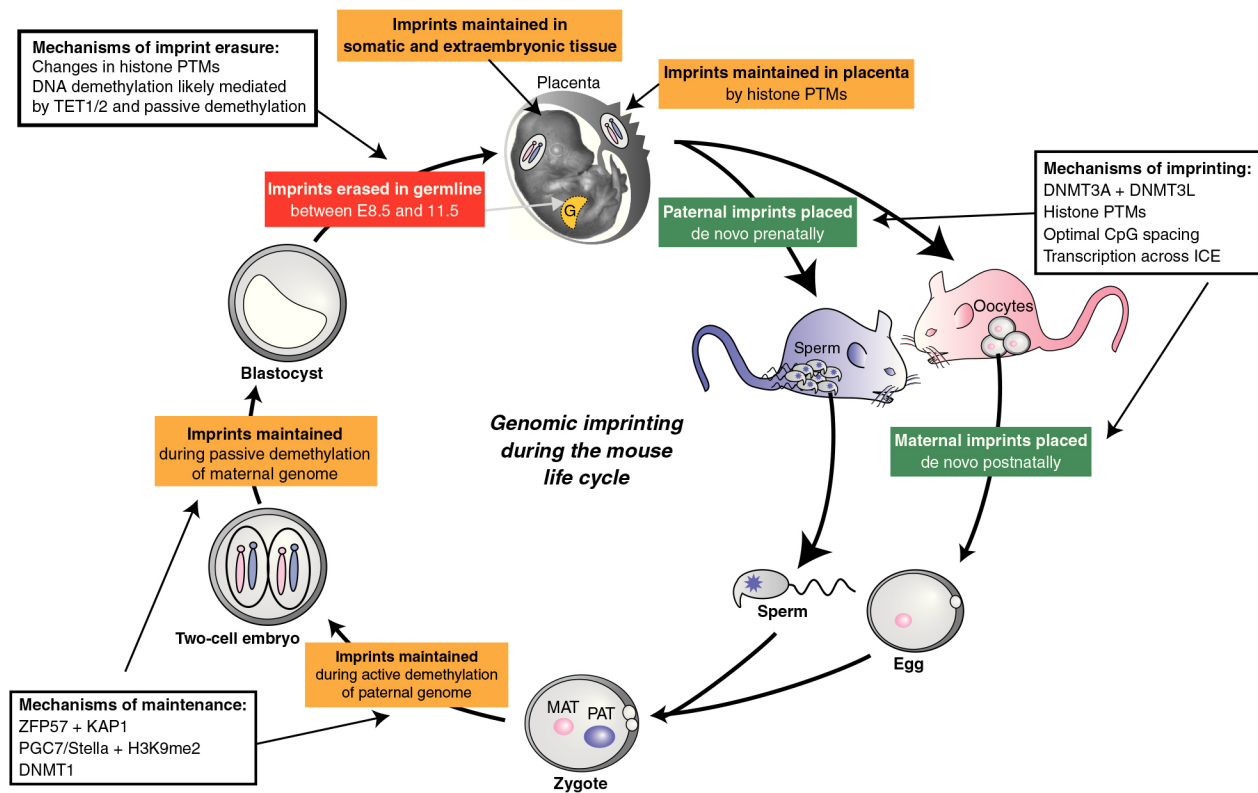 Imprints maintained in
somatic and extraembryonic tissue
Mechanisms of imprint erasure:
Changes in histone PTMs
DNA demethylation likely mediated
by TET1/2 and passive demethylation
Placenta
Imprints maintained in placenta
by histone PTMs
Imprints erased in germline
between E8.5 and 11.5
G
Paternal imprints placed
de novo prenatally
Mechanisms of imprinting:
DNMT3A + DNMT3L
Histone PTMs
Optimal CpG spacing
Transcription across ICE
Blastocyst
Sperm
Oocytes
Imprints maintained
during passive demethylation
of maternal genome
Genomic imprinting
during the mouse
life cycle
Maternal imprints placed
de novo postnatally
Two-cell embryo
Sperm
Egg
Imprints maintained
during active demethylation
of paternal genome
Mechanisms of maintenance:
ZFP57 + KAP1
PGC7/Stella + H3K9me2
DNMT1
MAT
PAT
Zygote